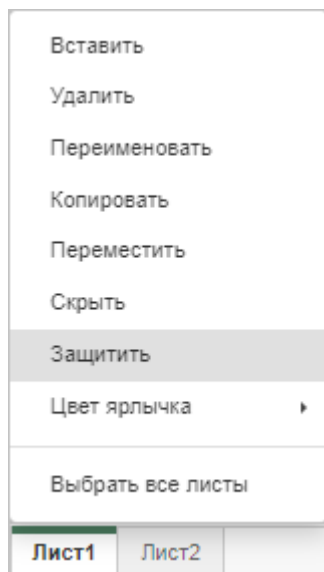 Вставить
Удалить
Переименовать
Копировать
Переместить
Скрыть
Защитить
Цвет ярлычка
Выбрать все листы
Лист1 Лист2